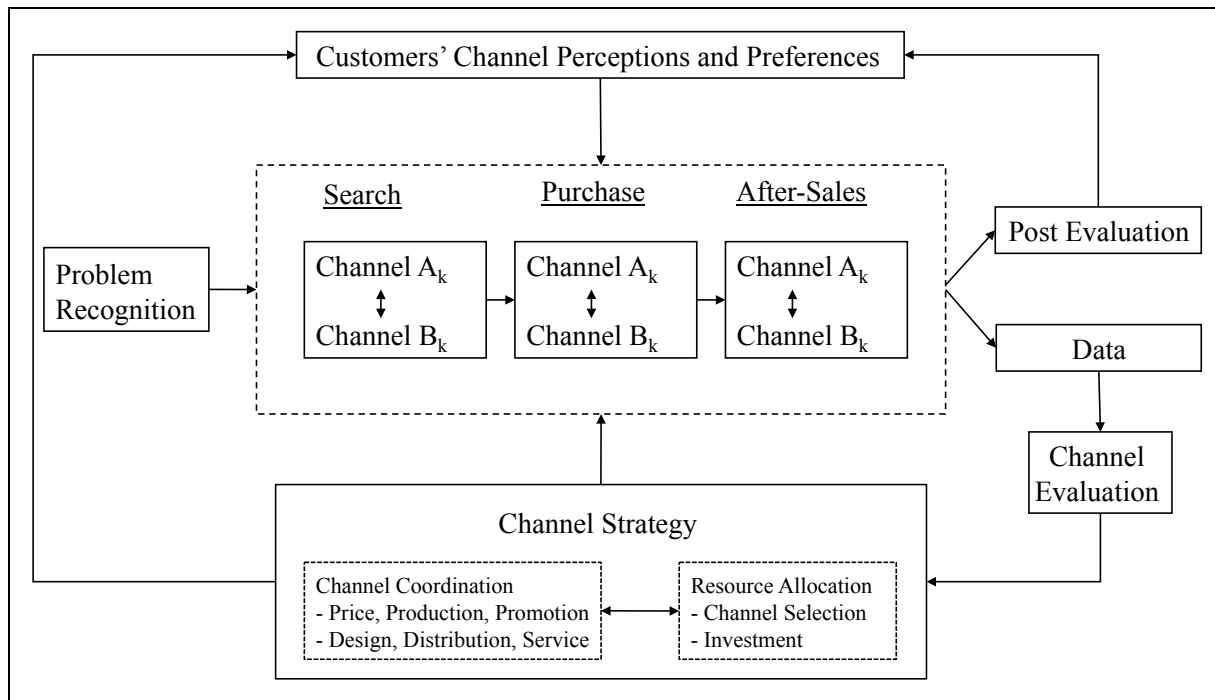 Customers’ Channel Perceptions and Preferences
Search
Purchase
After-Sales
Problem
Recognition
Channel Aₖ
Channel Bₖ
Channel Aₖ
Channel Bₖ
Channel Aₖ
Channel Bₖ
Post Evaluation
Data
Channel
Evaluation
Channel Strategy
Channel Coordination
- Price, Production, Promotion
- Design, Distribution, Service
Resource Allocation
- Channel Selection
- Investment